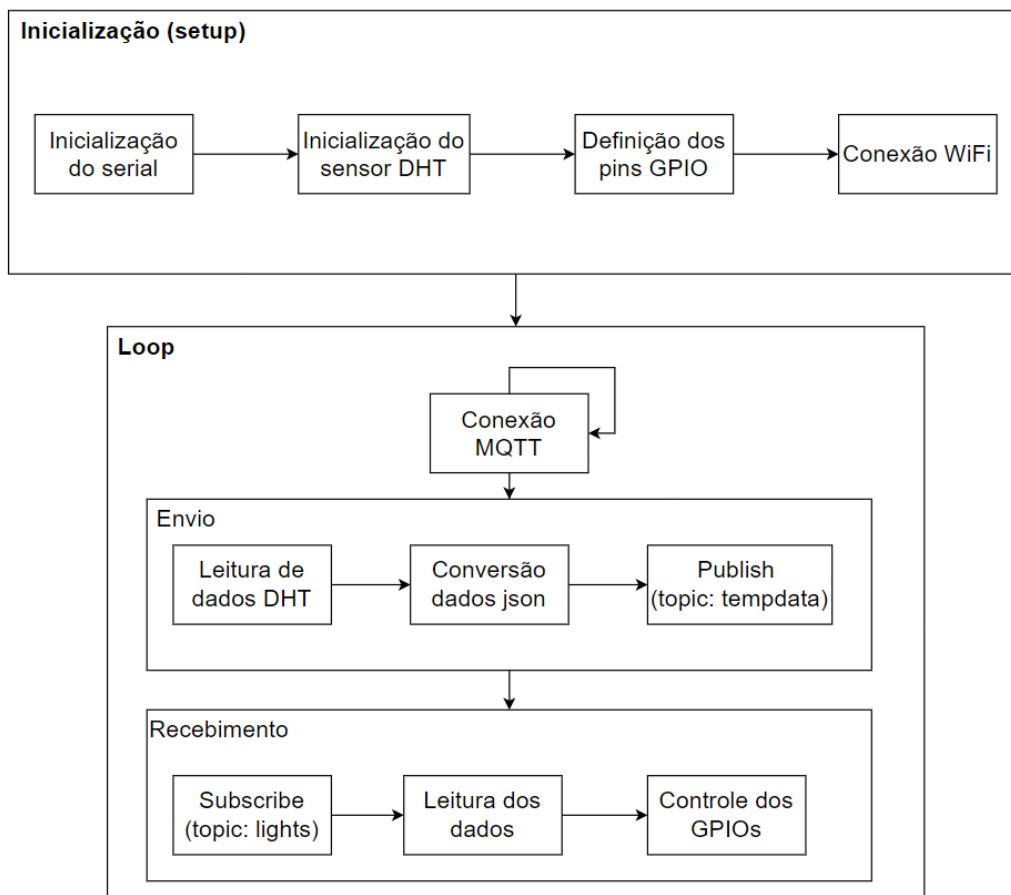 Inicialização (setup)
Inicialização
do serial
Inicialização do
sensor DHT
Definição dos
pins GPIO
Conexão WiFi
Loop
Conexão
MQTT
Envio
Leitura de
dados DHT
Conversão
dados json
Publish
(topic: tempdata)
Recebimento
Subscribe
(topic: lights)
Leitura dos
dados
Controle dos
GPIOs